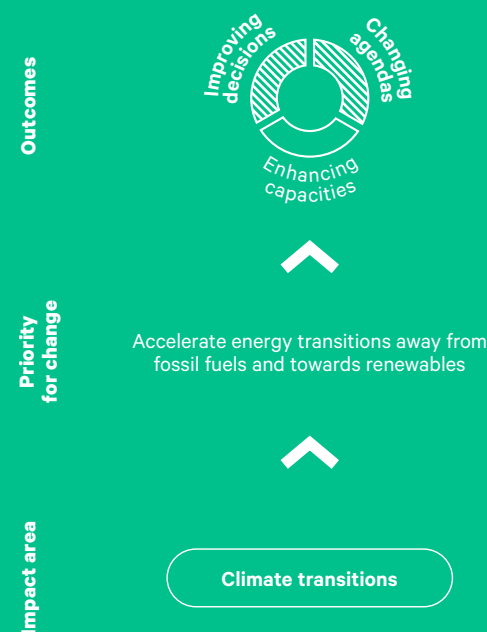 Outcomes
Improving
decisions
Changing
agendas
Enhancing
capacities
Priority
for change
Accelerate energy transitions away from
fossil fuels and towards renewables
Impact area
Climate transitions